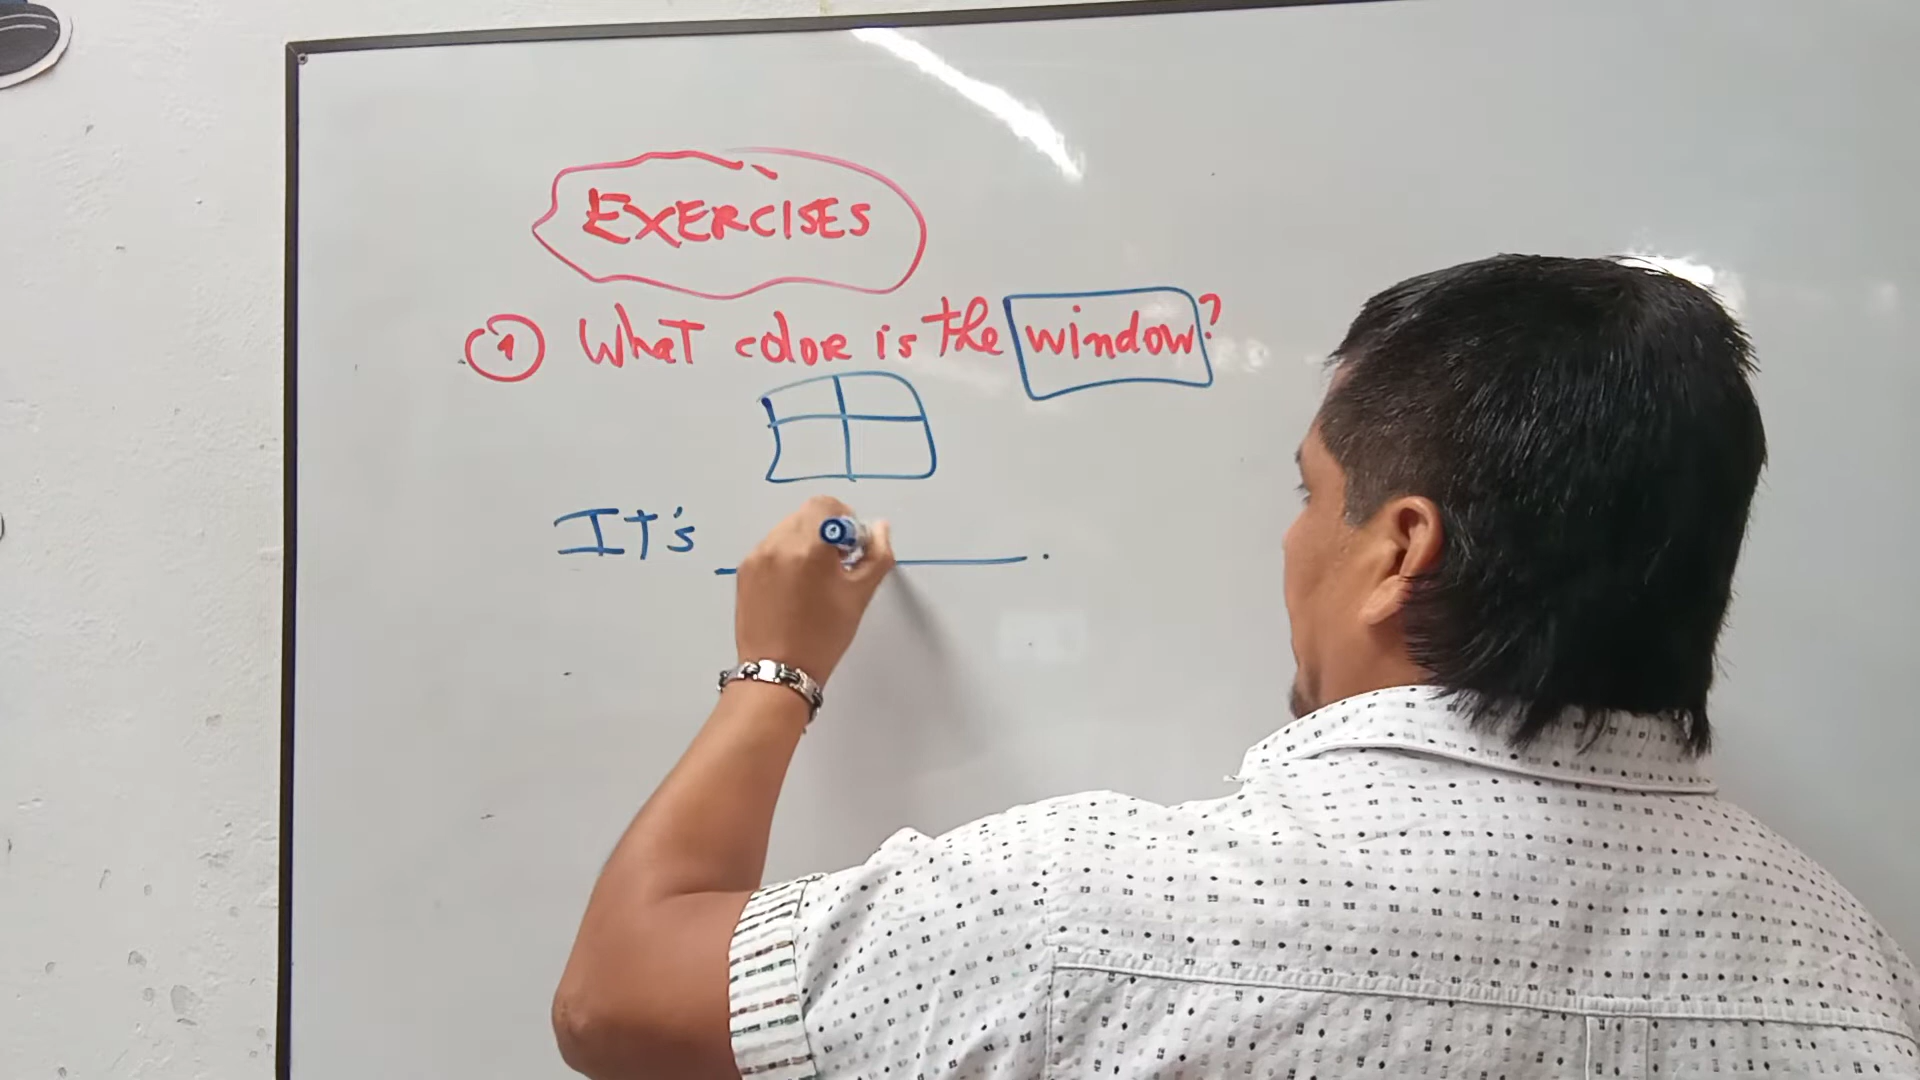 EXERCISES
① What color is the window?
It's ______.